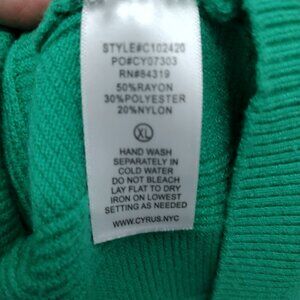 STYLE#C102420
PO#CY07303
RN#84319
50%RAYON
30%POLYESTER
20%NYLON
XL
HAND WASH
SEPARATELY IN
COLD WATER
DO NOT BLEACH
LAY FLAT TO DRY
IRON ON LOWEST
SETTING AS NEEDED
WWW.CYRUS.NYC